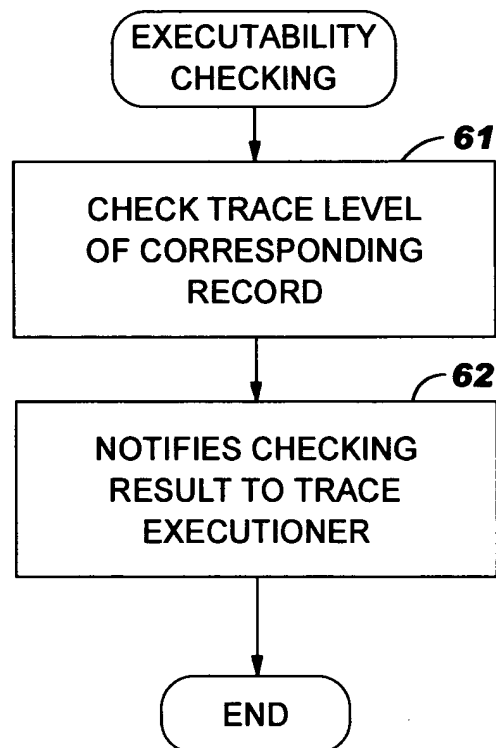 EXECUTABILITY
CHECKING
61
CHECK TRACE LEVEL
OF CORRESPONDING
RECORD
62
NOTIFIES CHECKING
RESULT TO TRACE
EXECUTIONER
END